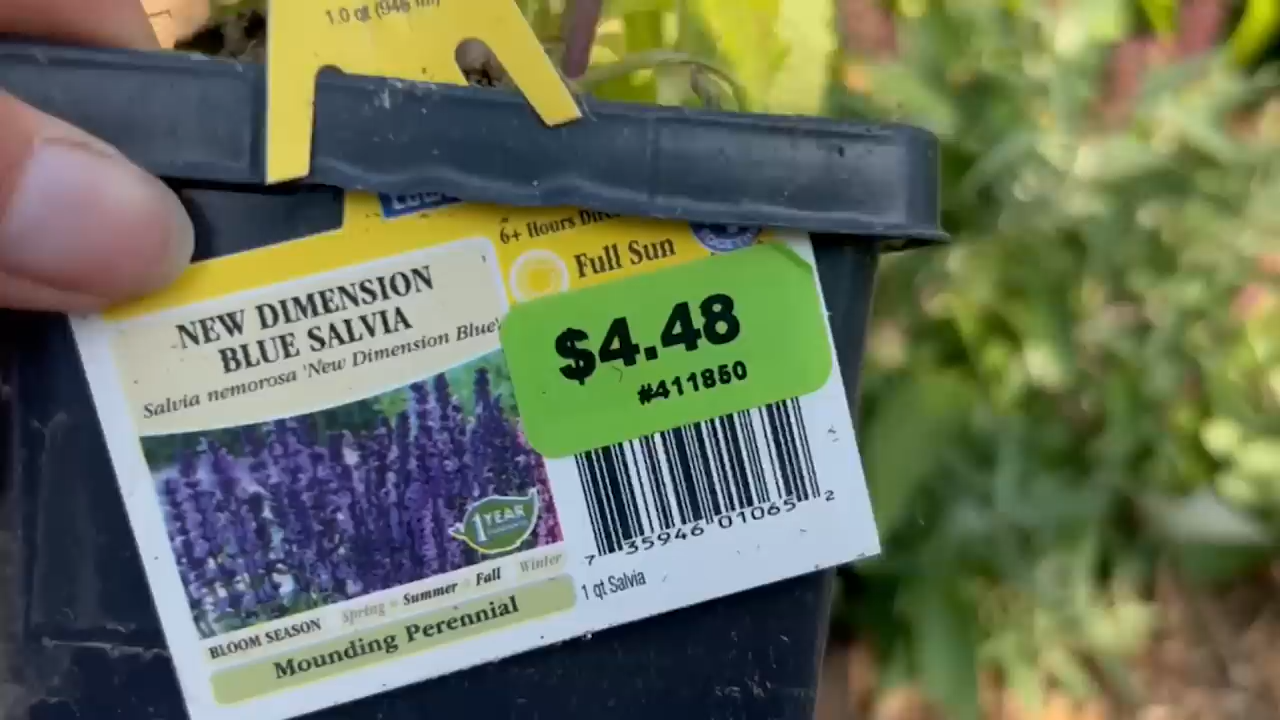 1.0 qt (946 ml)
6+ Hours
Full Sun
NEW DIMENSION
BLUE SALVIA
Salvia nemorosa 'New Dimension Blue'
$4.48
#411850
1 YEAR
7 35946 01065 2
1 qt Salvia
BLOOM SEASON Spring Summer Fall Winter
Mounding Perennial